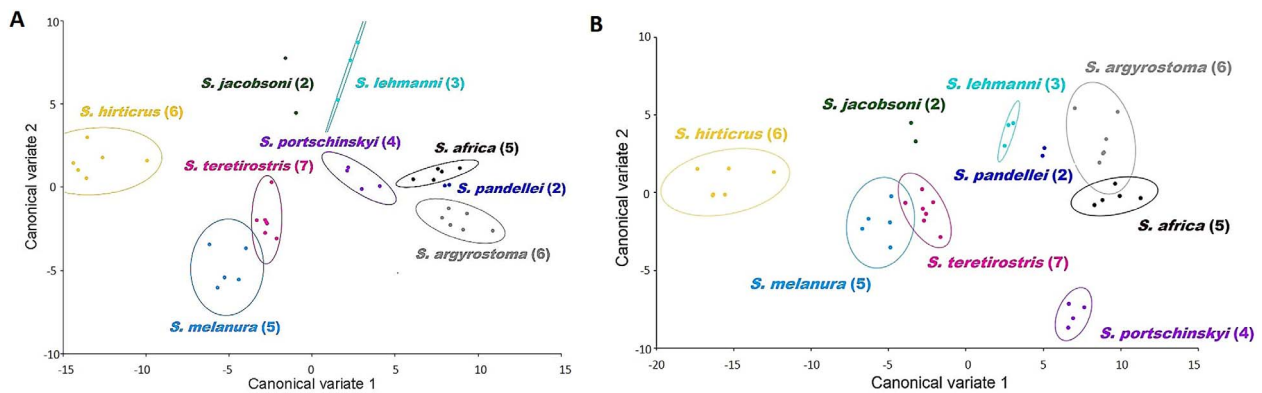 A
10
5
0
-5
-10
Canonical variate 2
S. jacobsoni (2)
S. lehmanni (3)
S. hirticrus (6)
S. portschinskyi (4)
S. africa (5)
S. teretirostris (7)
S. pandellei (2)
S. argyrostoma (6)
S. melanura (5)
-15
-10
-5
0
5
10
15
Canonical variate 1
B
10
5
0
-5
-10
Canonical variate 2
S. argyrostoma (6)
S. lehmanni (3)
S. jacobsoni (2)
S. hirticrus (6)
S. pandellei (2)
S. africa (5)
S. teretirostris (7)
S. melanura (5)
S. portschinskyi (4)
-20
-15
-10
-5
0
5
10
15
Canonical variate 1